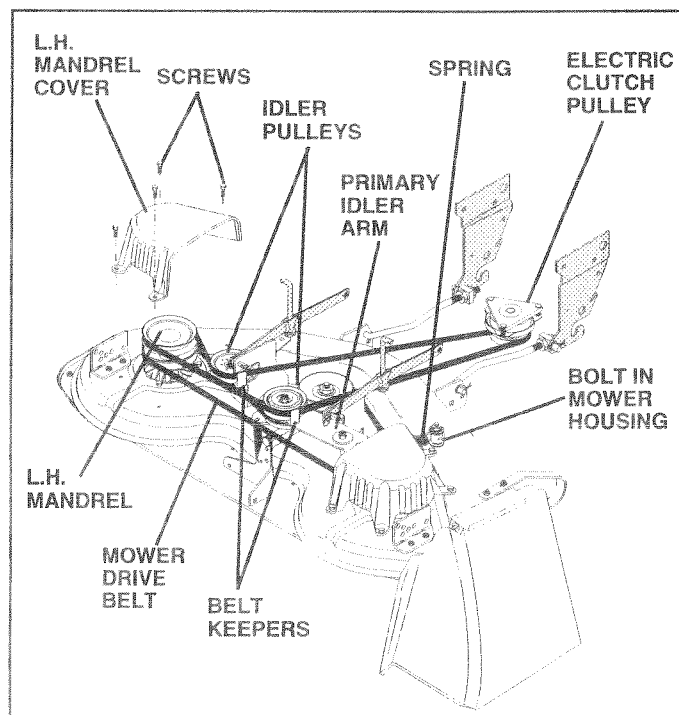 L.H.
MANDREL
COVER
SCREWS
IDLER
PULLEYS
PRIMARY
IDLER
ARM
SPRING
ELECTRIC
CLUTCH
PULLEY
BOLT IN
MOWER
HOUSING
L.H.
MANDREL
MOWER
DRIVE
BELT
BELT
KEEPERS